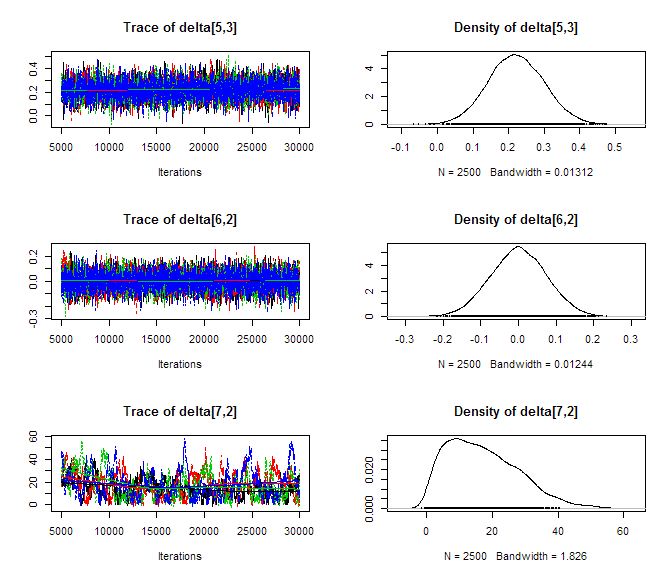 Trace of delta[5,3]
0.0 0.2 0.4
5000 10000 15000 20000 25000 30000
Iterations
Density of delta[5,3]
0 2 4
-0.1 0.0 0.1 0.2 0.3 0.4 0.5
N = 2500 Bandwidth = 0.01312
Trace of delta[6,2]
-0.3 0.0 0.2
5000 10000 15000 20000 25000 30000
Iterations
Density of delta[6,2]
0 2 4
-0.3 -0.2 -0.1 0.0 0.1 0.2 0.3
N = 2500 Bandwidth = 0.01244
Trace of delta[7,2]
0 20 40 60
5000 10000 15000 20000 25000 30000
Iterations
Density of delta[7,2]
0.000 0.020
0 20 40 60
N = 2500 Bandwidth = 1.826